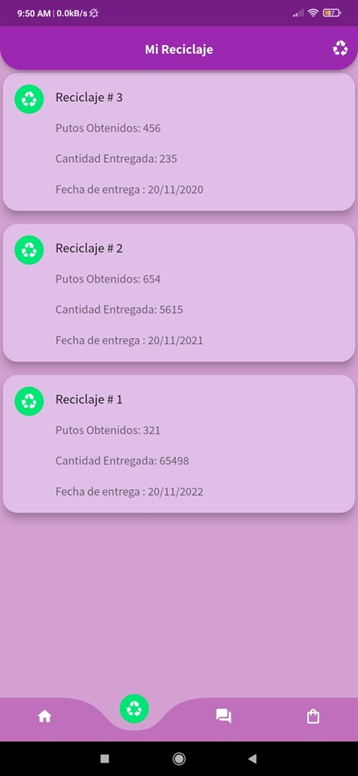 9:50 AM | 0.0kB/s
Mi Reciclaje
Reciclaje # 3
Putos Obtenidos: 456
Cantidad Entregada: 235
Fecha de entrega : 20/11/2020
Reciclaje # 2
Putos Obtenidos: 654
Cantidad Entregada: 5615
Fecha de entrega : 20/11/2021
Reciclaje # 1
Putos Obtenidos: 321
Cantidad Entregada: 65498
Fecha de entrega : 20/11/2022